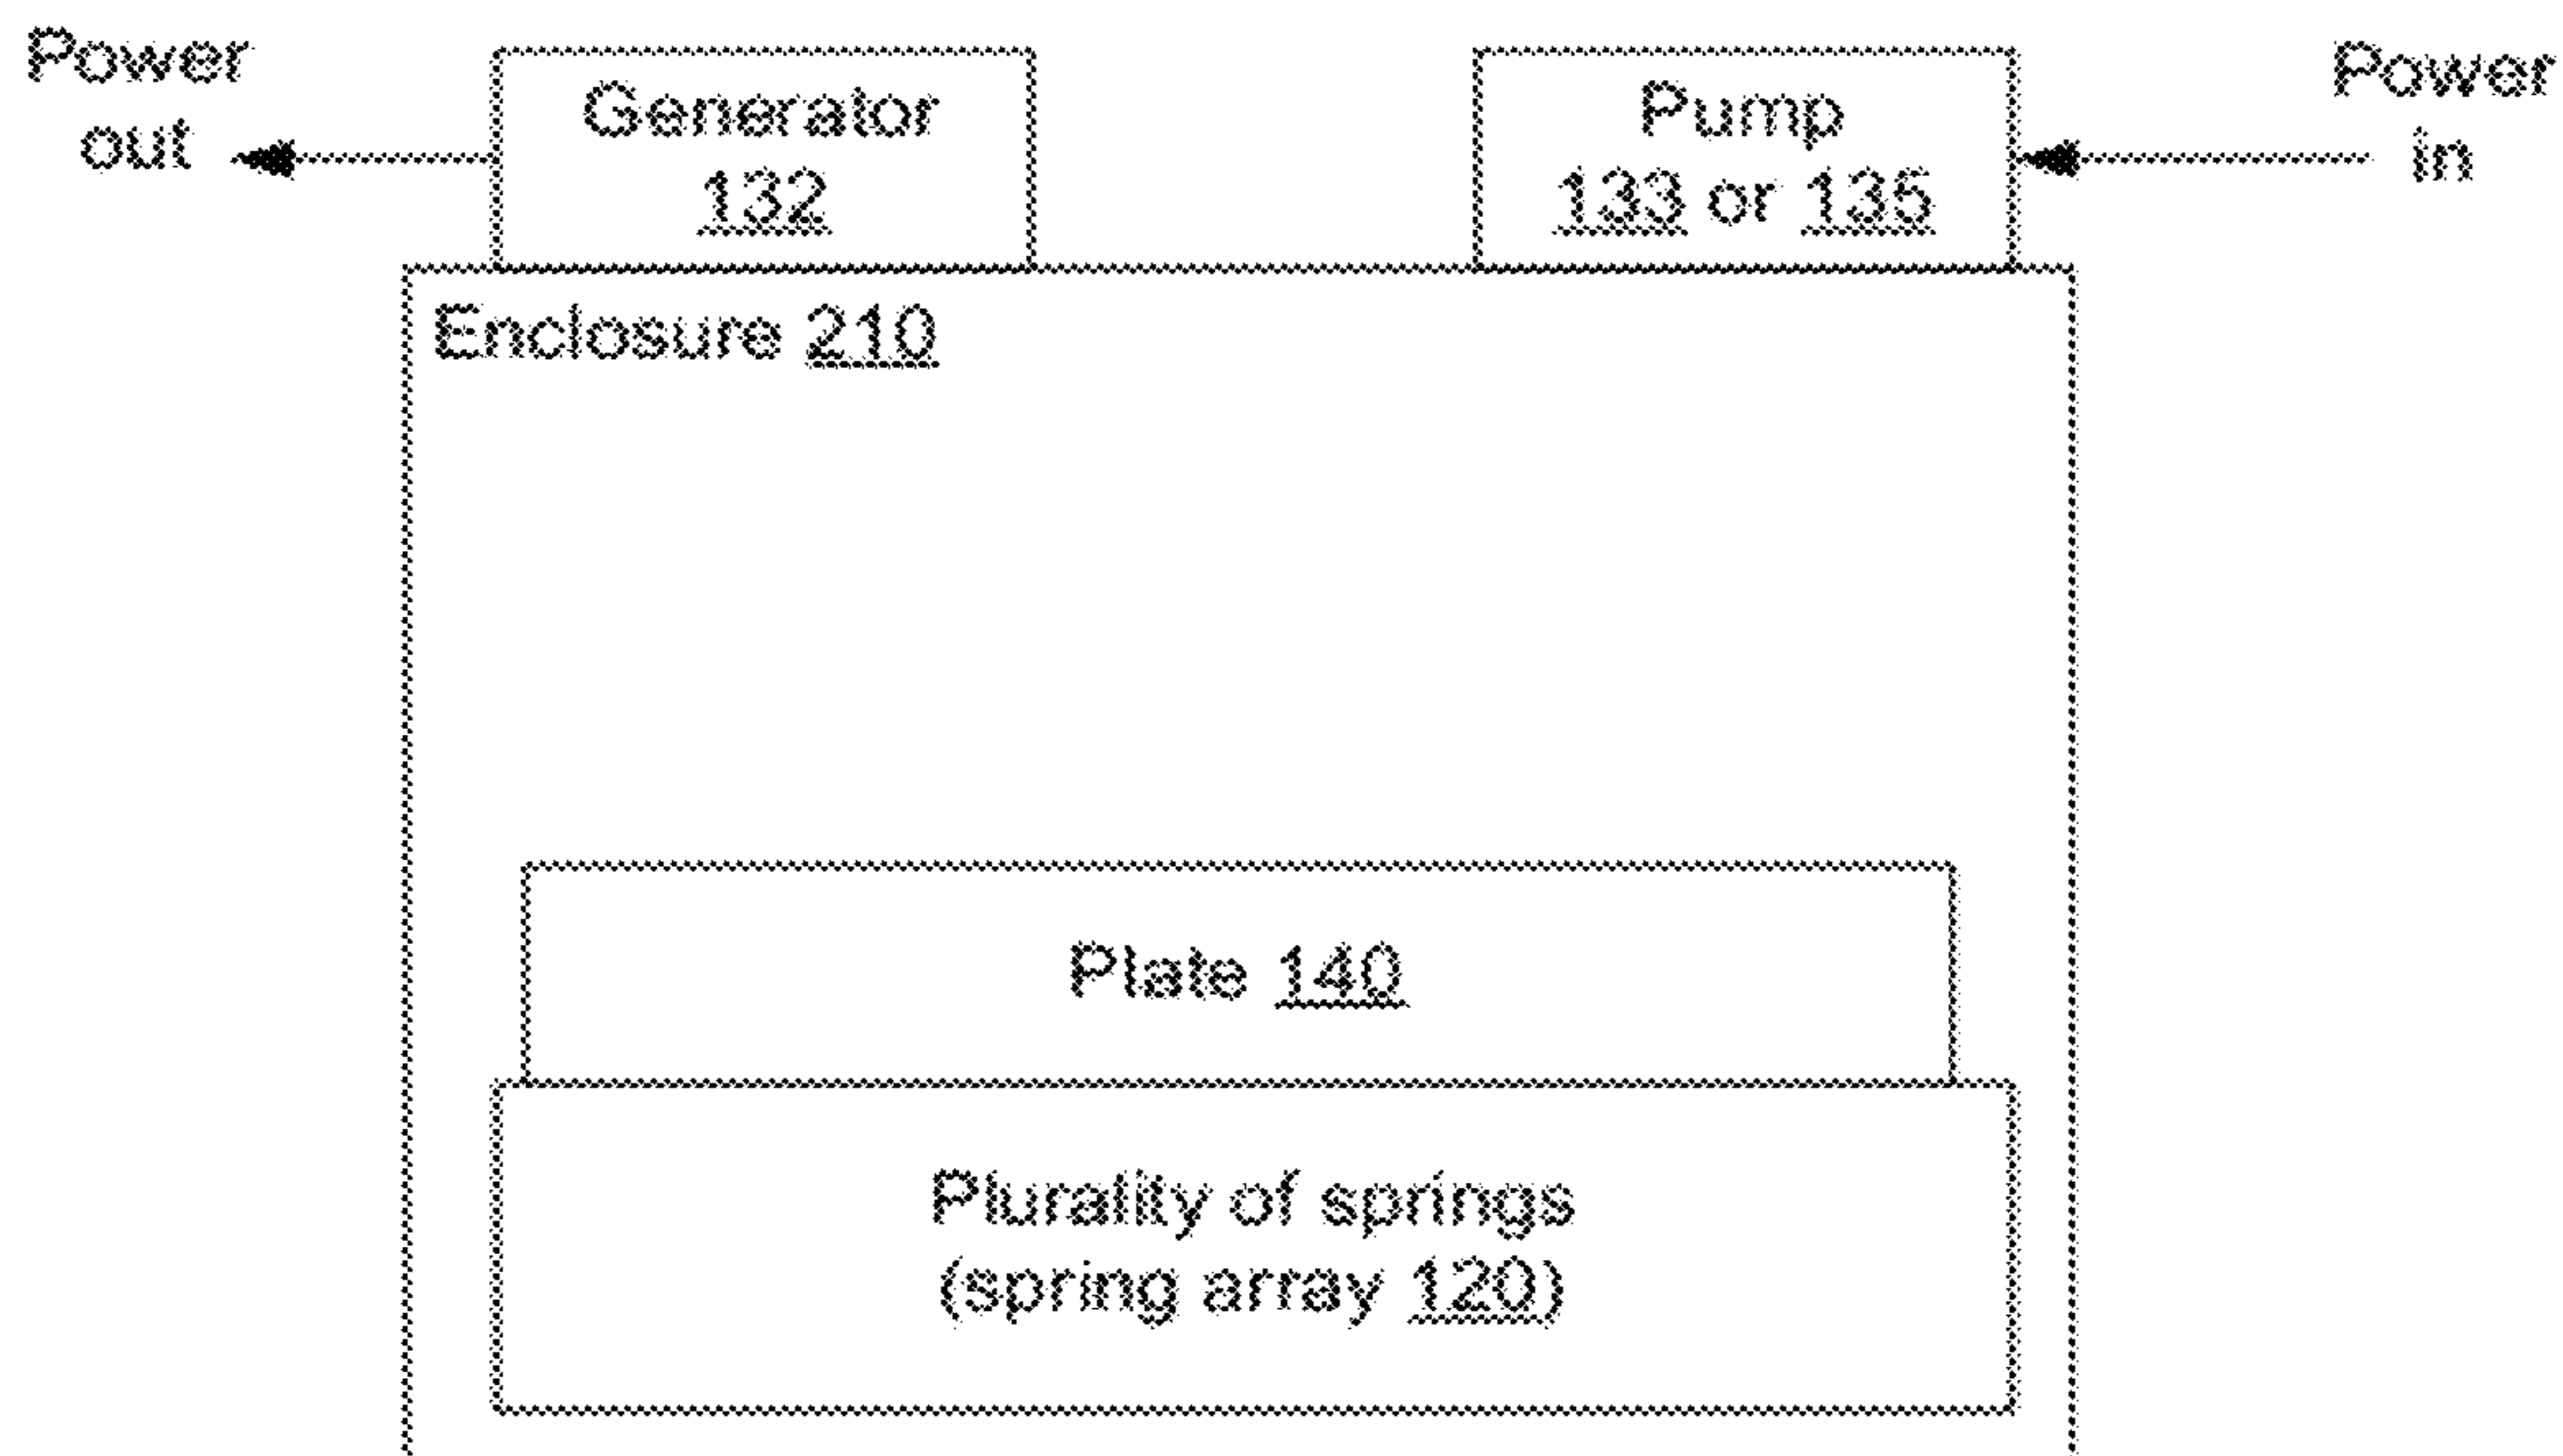 Power
out
Generator
132
Pump
133 or 135
Power
in
Enclosure 210
Plate 140
Plurality of springs
(spring array 120)